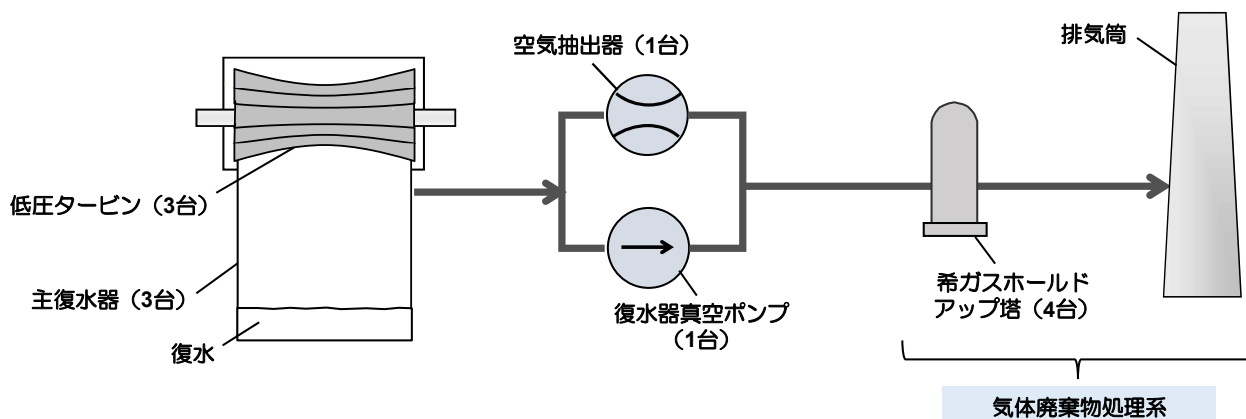 空気抽出器（1台）
排気筒
低圧タービン（3台）
主復水器（3台）
復水
復水器真空ポンプ
（1台）
希ガスホールド
アップ塔（4台）
気体廃棄物処理系